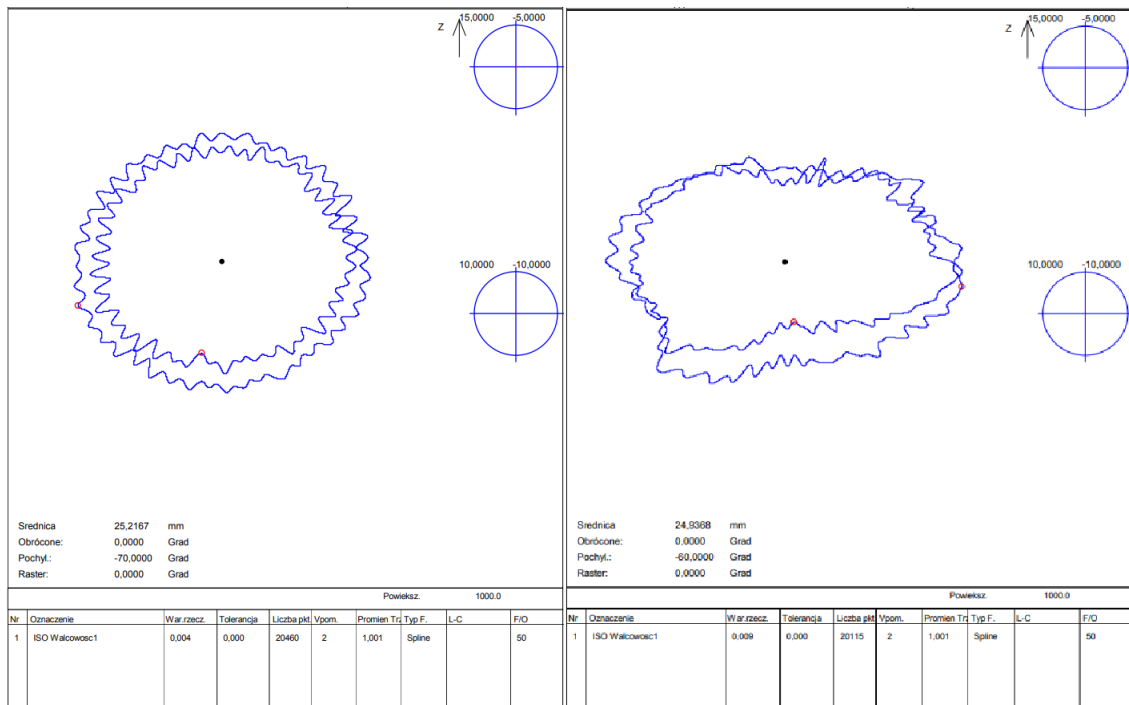 15,0000 -5,0000
Z
10,0000 -10,0000
Srednica 25,2167 mm
Obrócone: 0,0000 Grad
Pochyl.: -70,0000 Grad
Raster: 0,0000 Grad
Powieksz. 1000.0
Nr Oznaczenie War.rzecz. Tolerancja Liczba pkt. Vpom. Promien Trz Typ F. L-C F/O
1 ISO Walcowosc1 0,004 0,000 20460 2 1,001 Spline 50
15,0000 -5,0000
Z
10,0000 -10,0000
Srednica 24,9368 mm
Obrócone: 0,0000 Grad
Pochyl.: -60,0000 Grad
Raster: 0,0000 Grad
Powieksz. 1000.0
Nr Oznaczenie War.rzecz. Tolerancja Liczba pkt Vpom. Promien Trz Typ F. L-C F/O
1 ISO Walcowosc1 0,009 0,000 20115 2 1,001 Spline 50